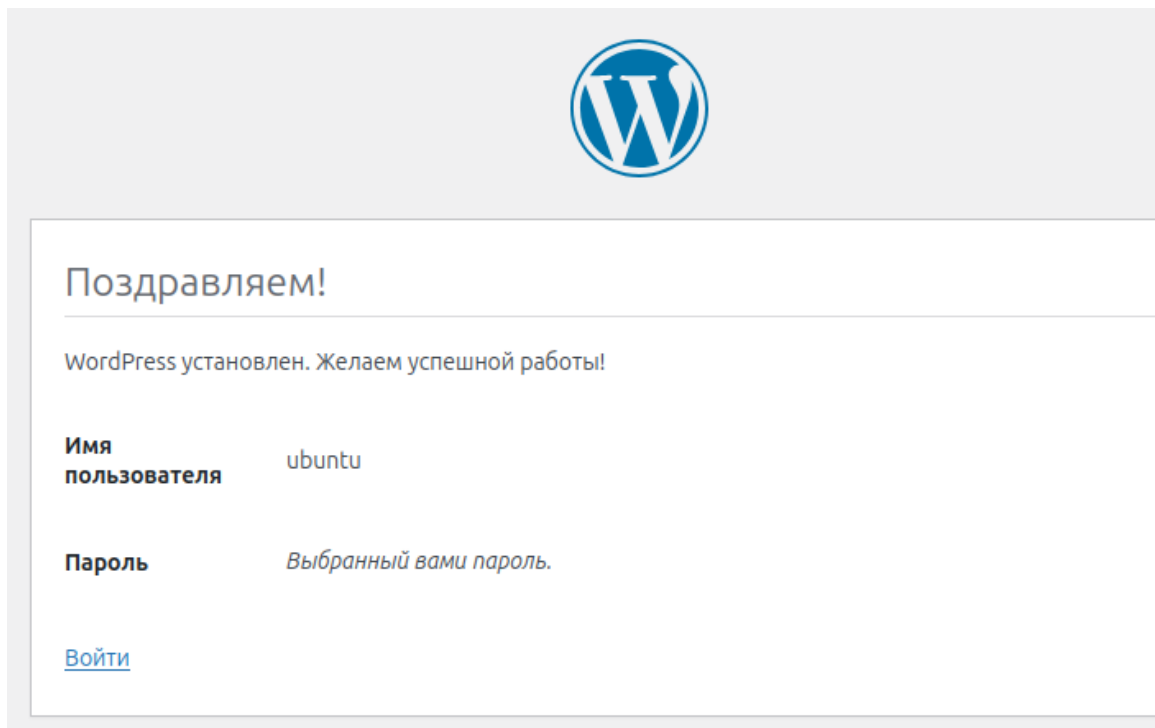 Поздравляем!
WordPress установлен. Желаем успешной работы!
Имя
пользователя
ubuntu
Пароль
Выбранный вами пароль.
Войти